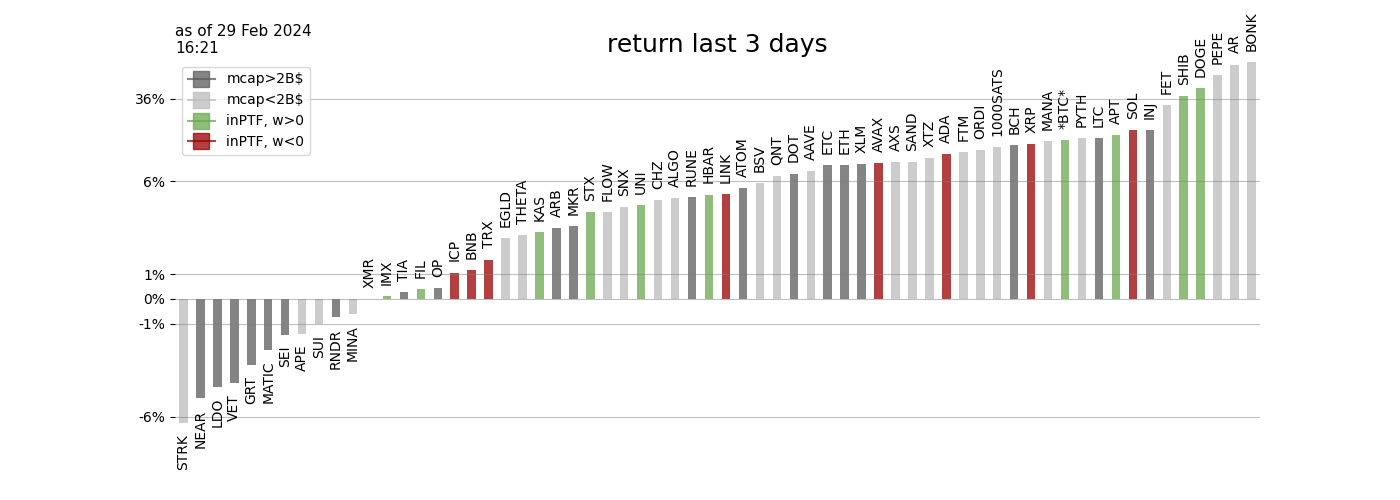 as of 29 Feb 2024
16:21
return last 3 days
mcap>2B$
mcap<2B$
inPTF, w>0
inPTF, w<0
36%
6%
1%
0%
-1%
-6%
STRK
NEAR
LDO
VET
GRT
MATIC
SEI
APE
SUI
RNDR
MINA
XMR
IMX
TIA
FIL
OP
ICP
BNB
TRX
EGLD
THETA
KAS
ARB
MKR
STX
FLOW
SNX
UNI
CHZ
ALGO
RUNE
HBAR
LINK
ATOM
BSV
QNT
DOT
AAVE
ETC
ETH
XLM
AVAX
AXS
SAND
XTZ
ADA
FTM
ORDI
1000SATS
BCH
XRP
MANA
*BTC*
PYTH
LTC
APT
SOL
INJ
FET
SHIB
DOGE
PEPE
AR
BONK